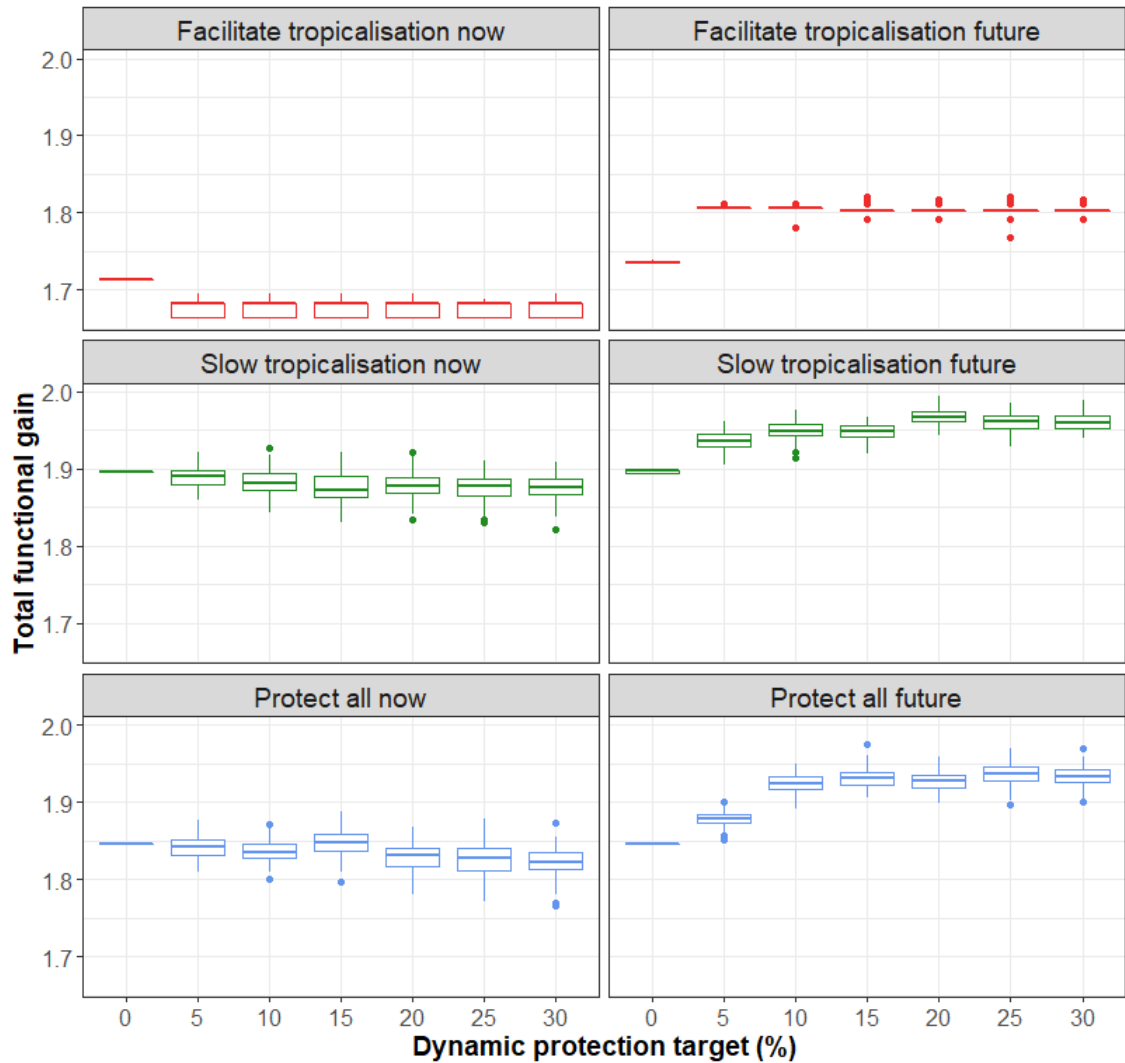 Facilitate tropicalisation now
Facilitate tropicalisation future
2.0
1.9
1.8
1.7
Slow tropicalisation now
Slow tropicalisation future
2.0
1.9
1.8
1.7
Total functional gain
Protect all now
Protect all future
2.0
1.9
1.8
1.7
0 5 10 15 20 25 30
0 5 10 15 20 25 30
Dynamic protection target (%)